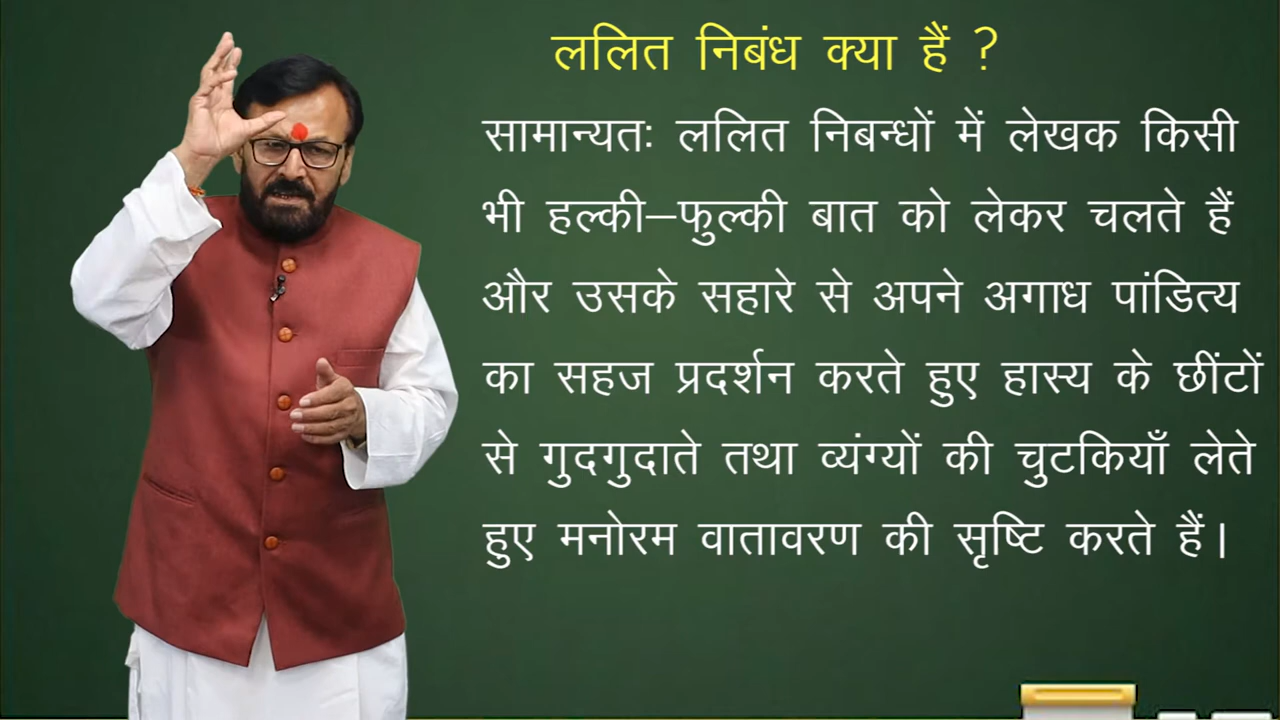 ललित निबंध क्या हैं ?
सामान्यतः ललित निबन्धों में लेखक किसी
भी हल्की–फुल्की बात को लेकर चलते हैं
और उसके सहारे से अपने अगाध पांडित्य
का सहज प्रदर्शन करते हुए हास्य के छींटों
से गुदगुदाते तथा व्यंग्यों की चुटकियाँ लेते
हुए मनोरम वातावरण की सृष्टि करते हैं।